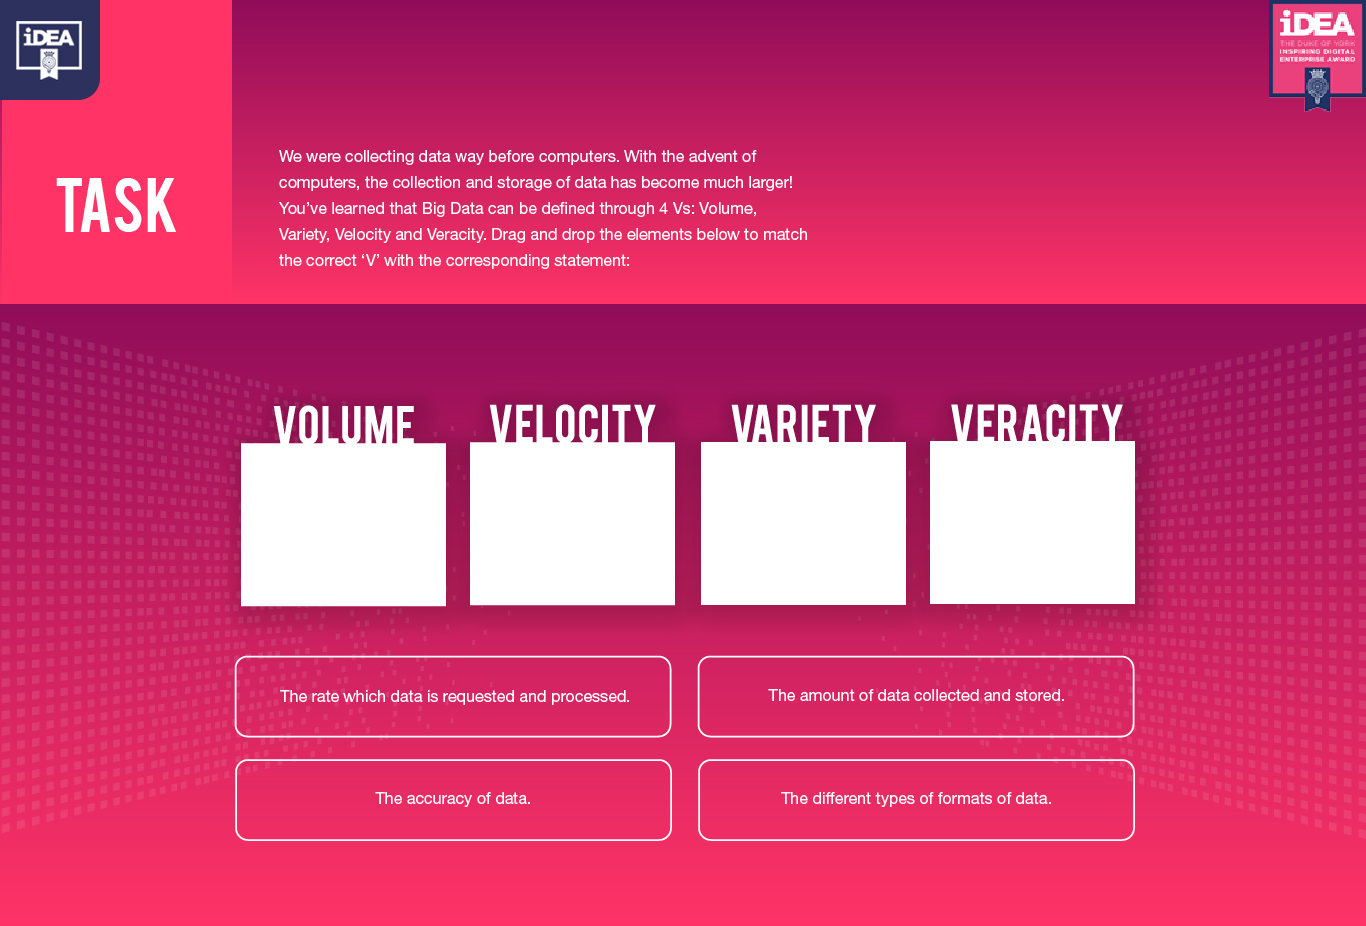 iDEA
iDEA
THE DUKE OF YORK
INSPIRING DIGITAL
ENTERPRISE AWARD
TASK
We were collecting data way before computers. With the advent of
computers, the collection and storage of data has become much larger!
You’ve learned that Big Data can be defined through 4 Vs: Volume,
Variety, Velocity and Veracity. Drag and drop the elements below to match
the correct ‘V’ with the corresponding statement:
VOLUME
VELOCITY
VARIETY
VERACITY
The rate which data is requested and processed.
The amount of data collected and stored.
The accuracy of data.
The different types of formats of data.